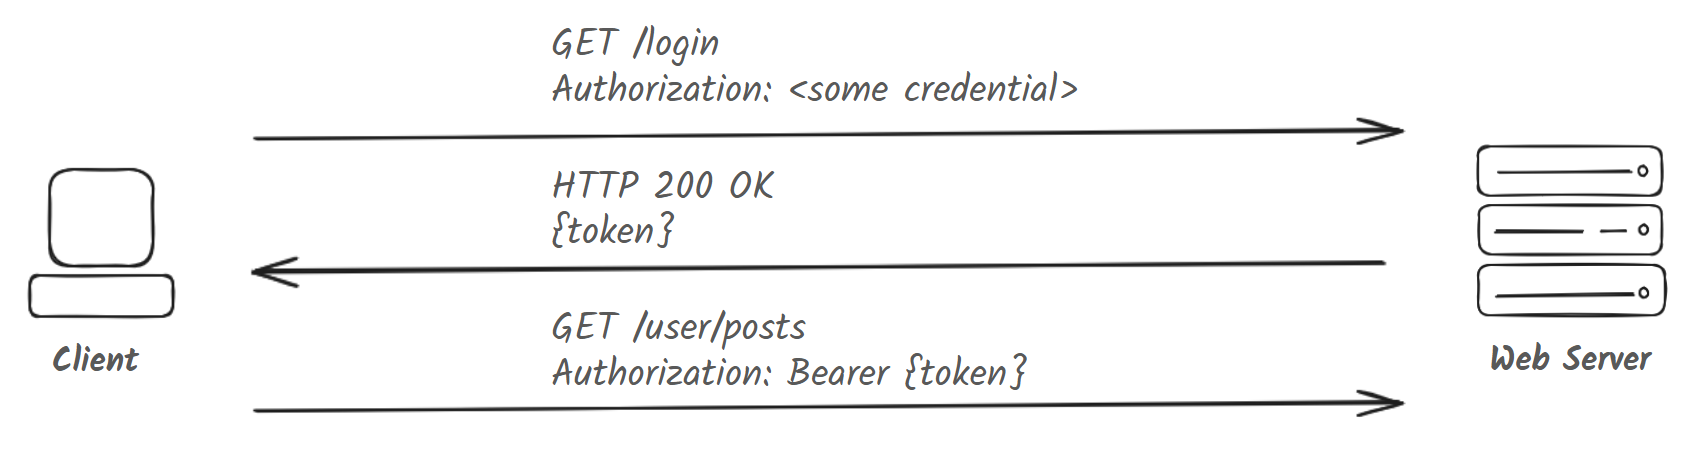 GET /login
Authorization: <some credential>
HTTP 200 OK
{token}
GET /user/posts
Authorization: Bearer {token}
Client
Web Server